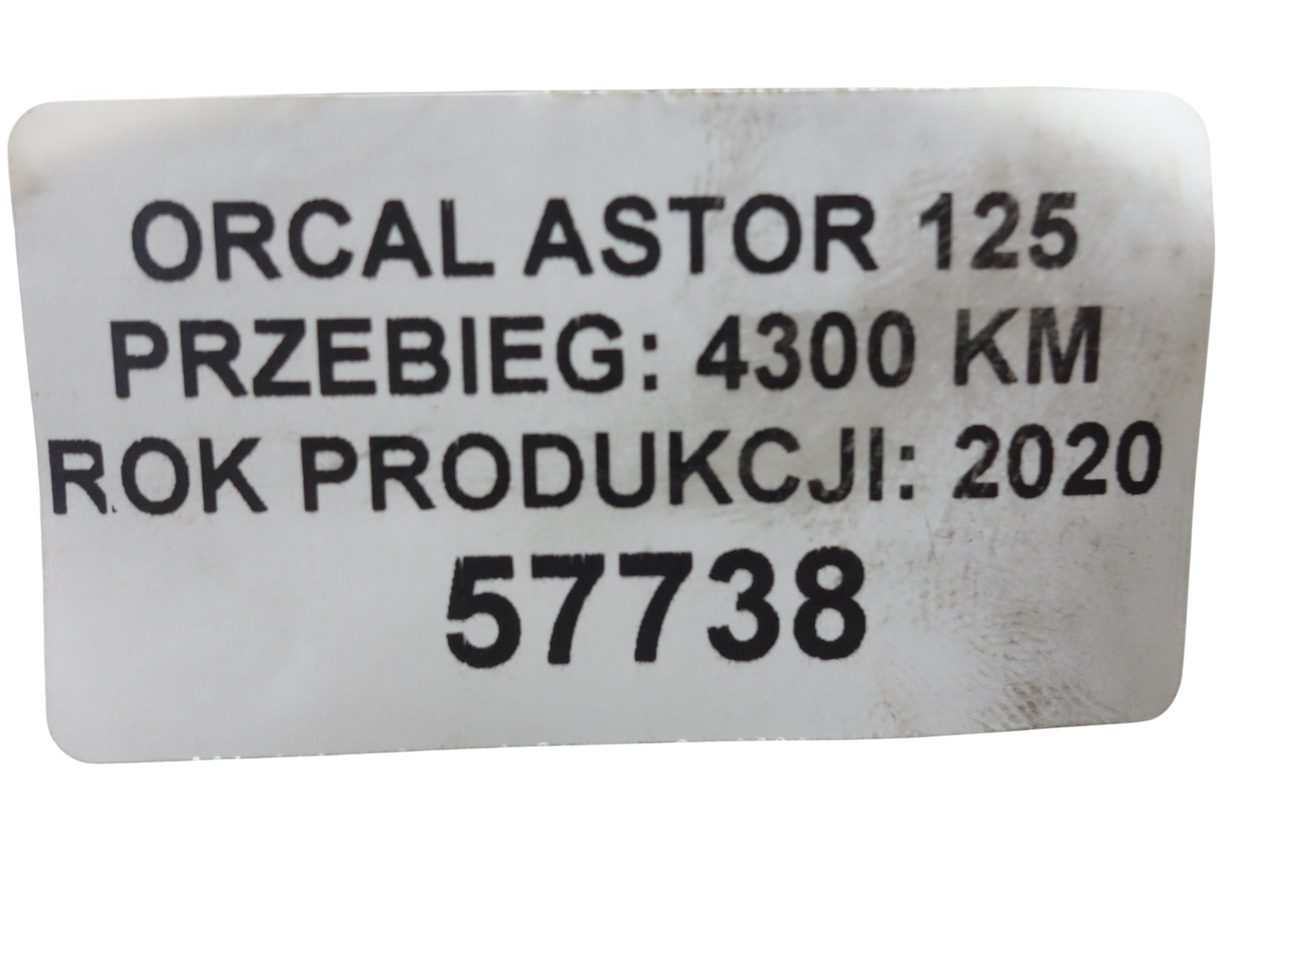 ORCAL ASTOR 125
PRZEBIEG: 4300 KM
ROK PRODUKCJI: 2020
57738